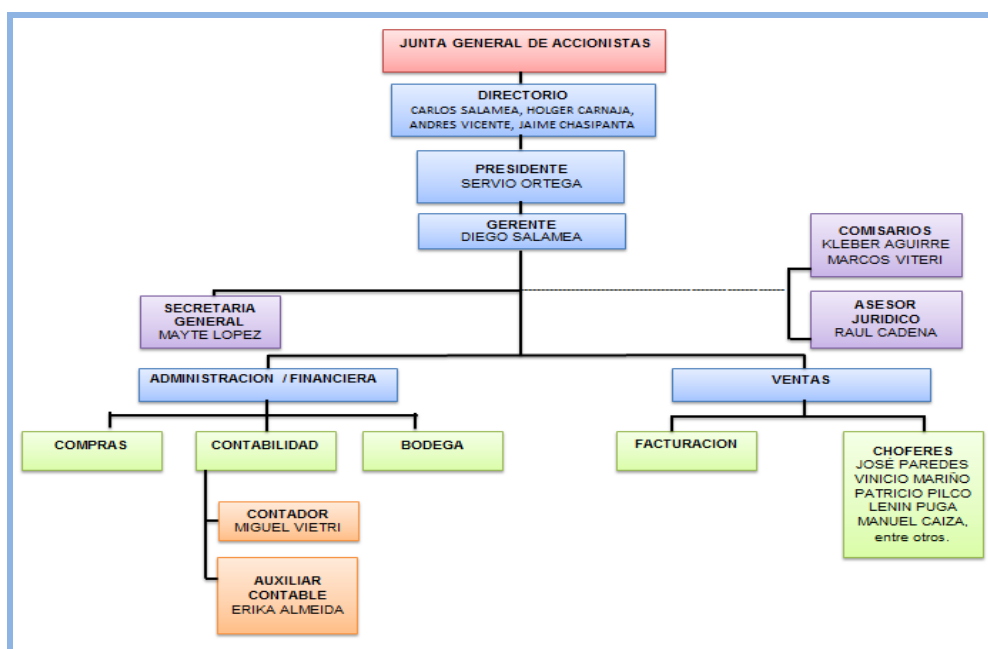 JUNTA GENERAL DE ACCIONISTAS
DIRECTORIO
CARLOS SALAMEA, HOLGER CARNAJA,
ANDRES VICENTE, JAIME CHASIPANTA
PRESIDENTE
SERVIO ORTEGA
GERENTE
DIEGO SALAMEA
COMISARIOS
KLEBER AGUIRRE
MARCOS VITERI
SECRETARIA
GENERAL
MAYTE LOPEZ
ASESOR
JURIDICO
RAUL CADENA
ADMINISTRACION / FINANCIERA
VENTAS
COMPRAS
CONTABILIDAD
BODEGA
FACTURACION
CHOFERES
JOSÉ PAREDES
VINICIO MARIÑO
PATRICIO PILCO
LENIN PUGA
MANUEL CAIZA,
entre otros.
CONTADOR
MIGUEL VIETRI
AUXILIAR
CONTABLE
ERIKA ALMEIDA